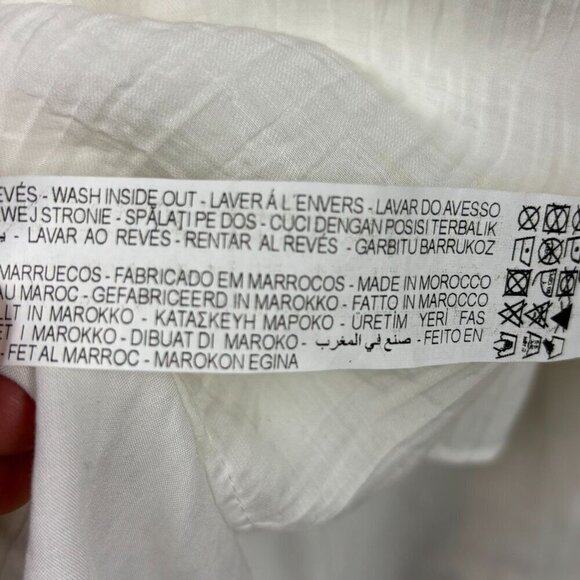 REVÉS - WASH INSIDE OUT - LAVER Á L´ENVERS - LAVAR DO AVESSO
LEWEJ STRONIE - SPĂLAȚI PE DOS - CUCI DENGAN POSISI TERBALIK
- LAVAR AO REVÉS - RENTAR AL REVÉS - GARBITU BARRUKOZ
MARRUECOS - FABRICADO EM MARROCOS - MADE IN MOROCCO
AU MAROC - GEFABRICEERD IN MAROKKO - FATTO IN MAROCCO
LLT IN MAROKKO - ΚΑΤΑΣΚΕΥΗ ΜΑΡΟΚΟ - ÜRETİM YERİ FAS
ET I MAROKKO - DIBUAT DI MAROKO - صنع في المغرب - FEITO EN
- FET AL MARROC - MAROKON EGINA